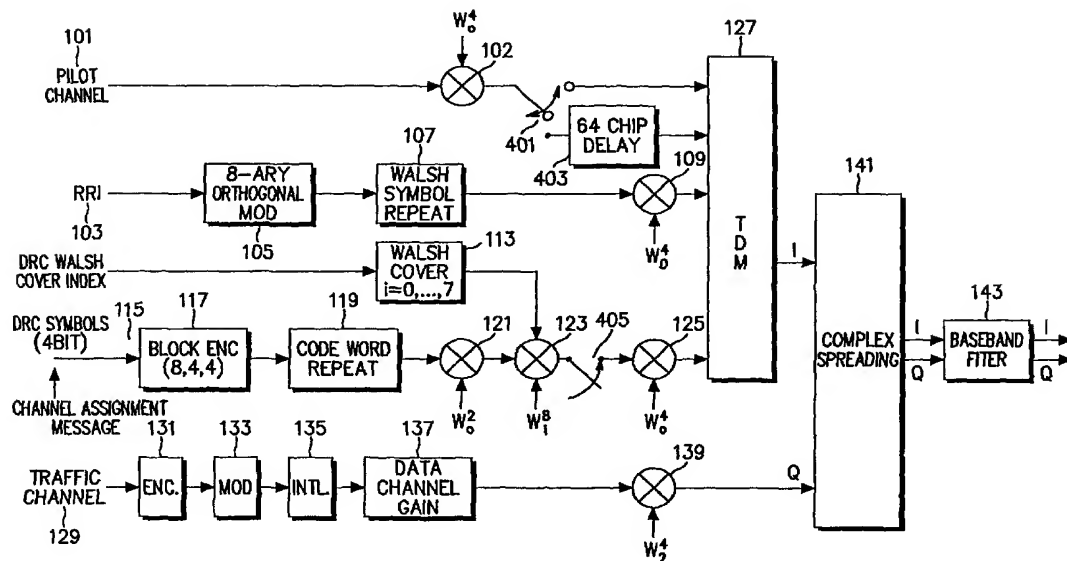 101
PILOT
CHANNEL
W₀⁴
102
401
64 CHIP
DELAY
403
127
TDM
RRI
103
8-ARY
ORTHOGONAL
MOD
105
107
WALSH
SYMBOL
REPEAT
109
W₀⁴
DRC WALSH
COVER INDEX
113
WALSH
COVER
i=0,...,7
DRC SYMBOLS
(4BIT)
115
CHANNEL ASSIGNMENT
MESSAGE
117
BLOCK ENC
(8,4,4)
119
CODE WORD
REPEAT
121
W₀²
123
W₁⁸
405
125
W₀⁴
TRAFFIC
CHANNEL
129
131
ENC.
133
MOD
135
INTL.
137
DATA
CHANNEL
GAIN
139
W₂⁴
I
Q
141
COMPLEX
SPREADING
I
Q
143
BASEBAND
FITER
I
Q